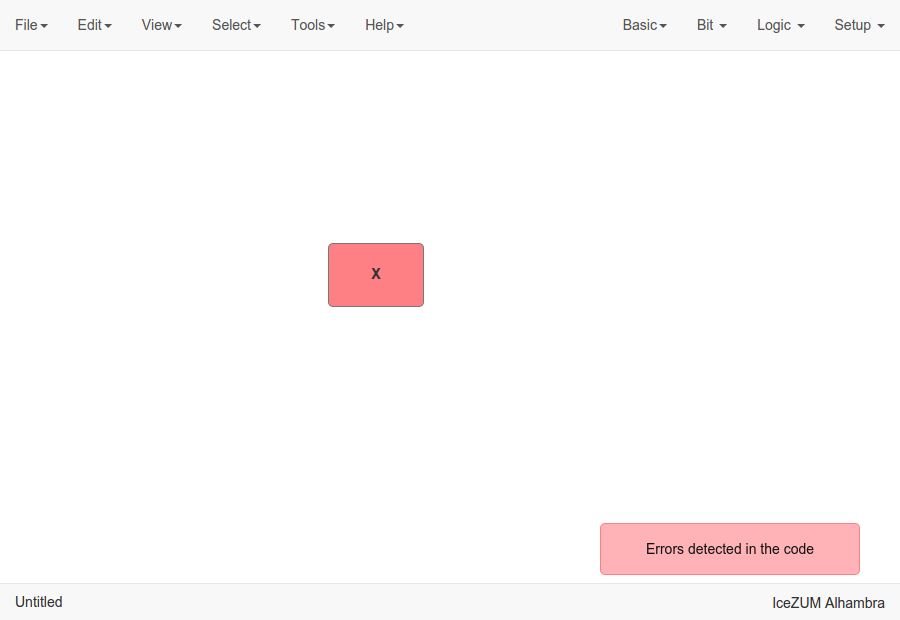 File Edit View Select Tools Help Basic Bit Logic Setup
X
Errors detected in the code
Untitled IceZUM Alhambra